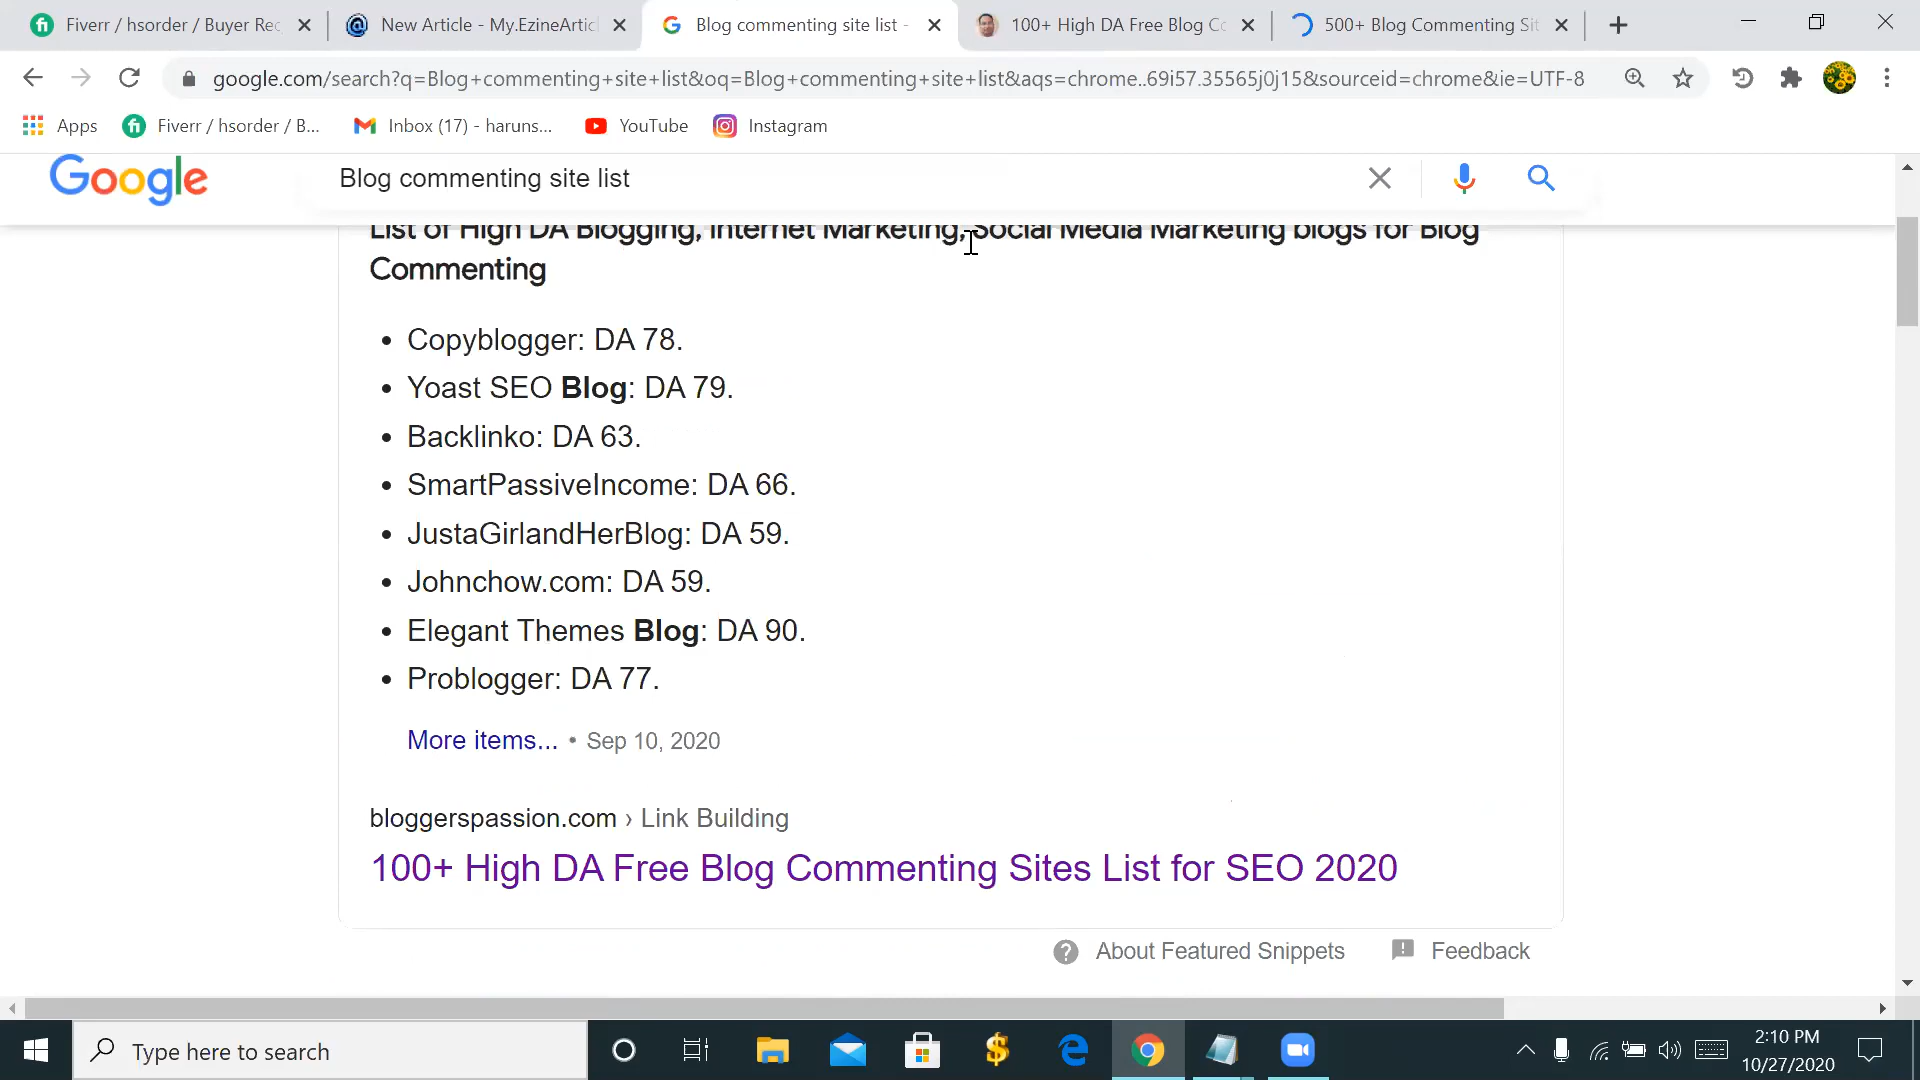 Fiverr / hsorder / Buyer Rec
New Article - My.EzineArtic
Blog commenting site list -
100+ High DA Free Blog Co
500+ Blog Commenting Sit
google.com/search?q=Blog+commenting+site+list&oq=Blog+commenting+site+list&aqs=chrome..69i57.35565j0j15&sourceid=chrome&ie=UTF-8
Apps
Fiverr / hsorder / B...
Inbox (17) - haruns...
YouTube
Instagram
Google
Blog commenting site list
List of High DA Blogging, Internet Marketing, Social Media Marketing blogs for Blog
Commenting
• Copyblogger: DA 78.
• Yoast SEO Blog: DA 79.
• Backlinko: DA 63.
• SmartPassiveIncome: DA 66.
• JustaGirlandHerBlog: DA 59.
• Johnchow.com: DA 59.
• Elegant Themes Blog: DA 90.
• Problogger: DA 77.
More items... • Sep 10, 2020
bloggerspassion.com › Link Building
100+ High DA Free Blog Commenting Sites List for SEO 2020
About Featured Snippets
Feedback
Type here to search
2:10 PM
10/27/2020